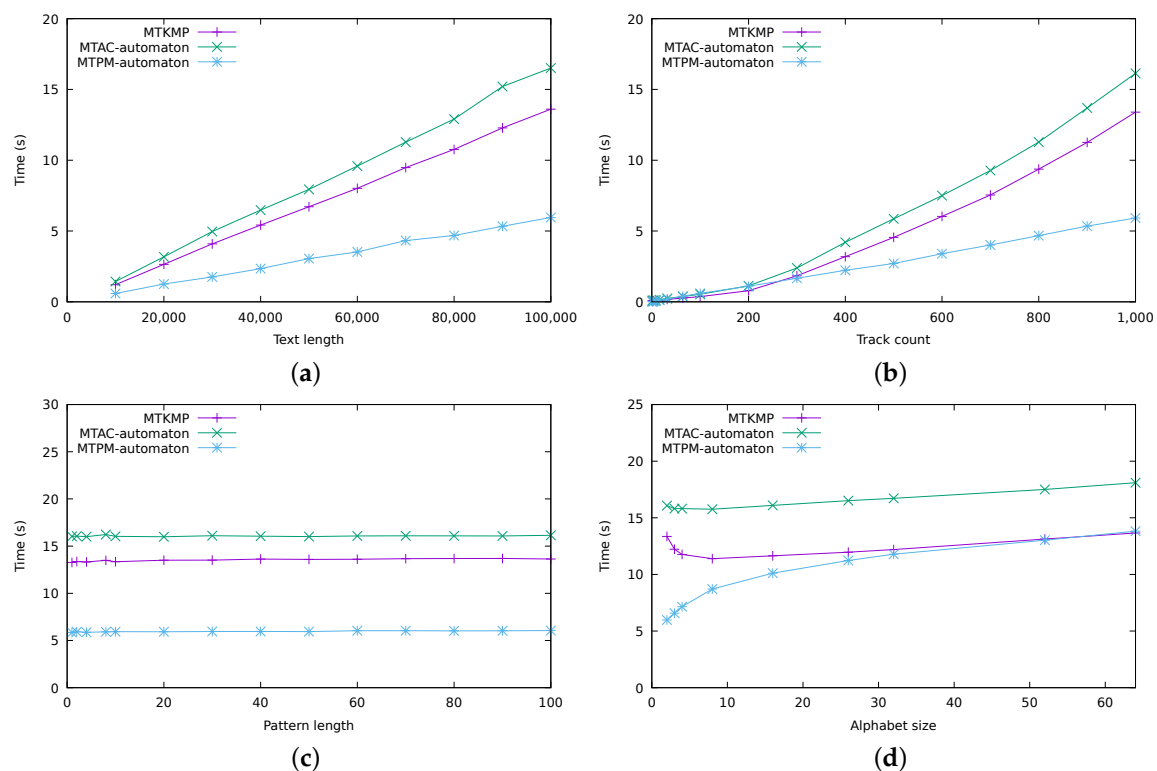 20
15
10
5
0
Time (s)
MTKMP
MTAC-automaton
MTPM-automaton
0 20,000 40,000 60,000 80,000 100,000
Text length
(a)
20
15
10
5
0
Time (s)
MTKMP
MTAC-automaton
MTPM-automaton
0 200 400 600 800 1,000
Track count
(b)
30
25
20
15
10
5
0
Time (s)
MTKMP
MTAC-automaton
MTPM-automaton
0 20 40 60 80 100
Pattern length
(c)
25
20
15
10
5
0
Time (s)
MTKMP
MTAC-automaton
MTPM-automaton
0 10 20 30 40 50 60
Alphabet size
(d)